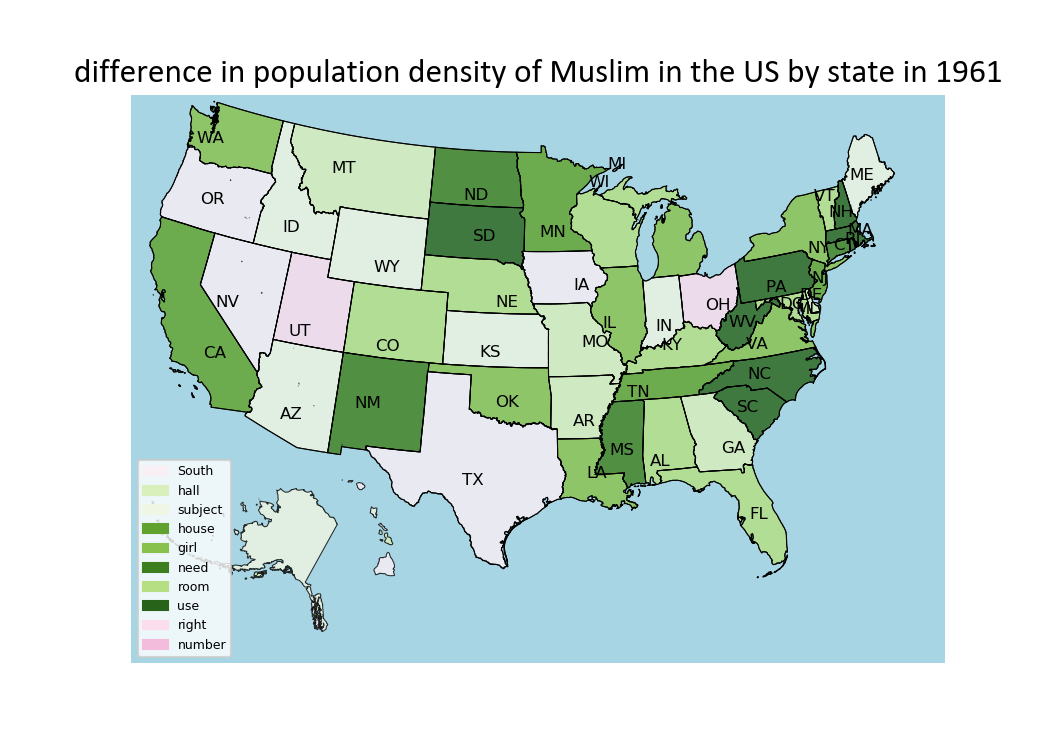 difference in population density of Muslim in the US by state in 1961
WA
MT
ND
MN
MI
WI
ME
OR
ID
SD
VT
NH
MA
NY
CT
WY
IA
PA
NJ
NV
NE
OH
DE
UT
IL
IN
WV
CA
CO
KS
MO
KY
VA
AZ
NM
OK
AR
TN
NC
SC
TX
LA
MS
AL
GA
FL
South
hall
subject
house
girl
need
room
use
right
number